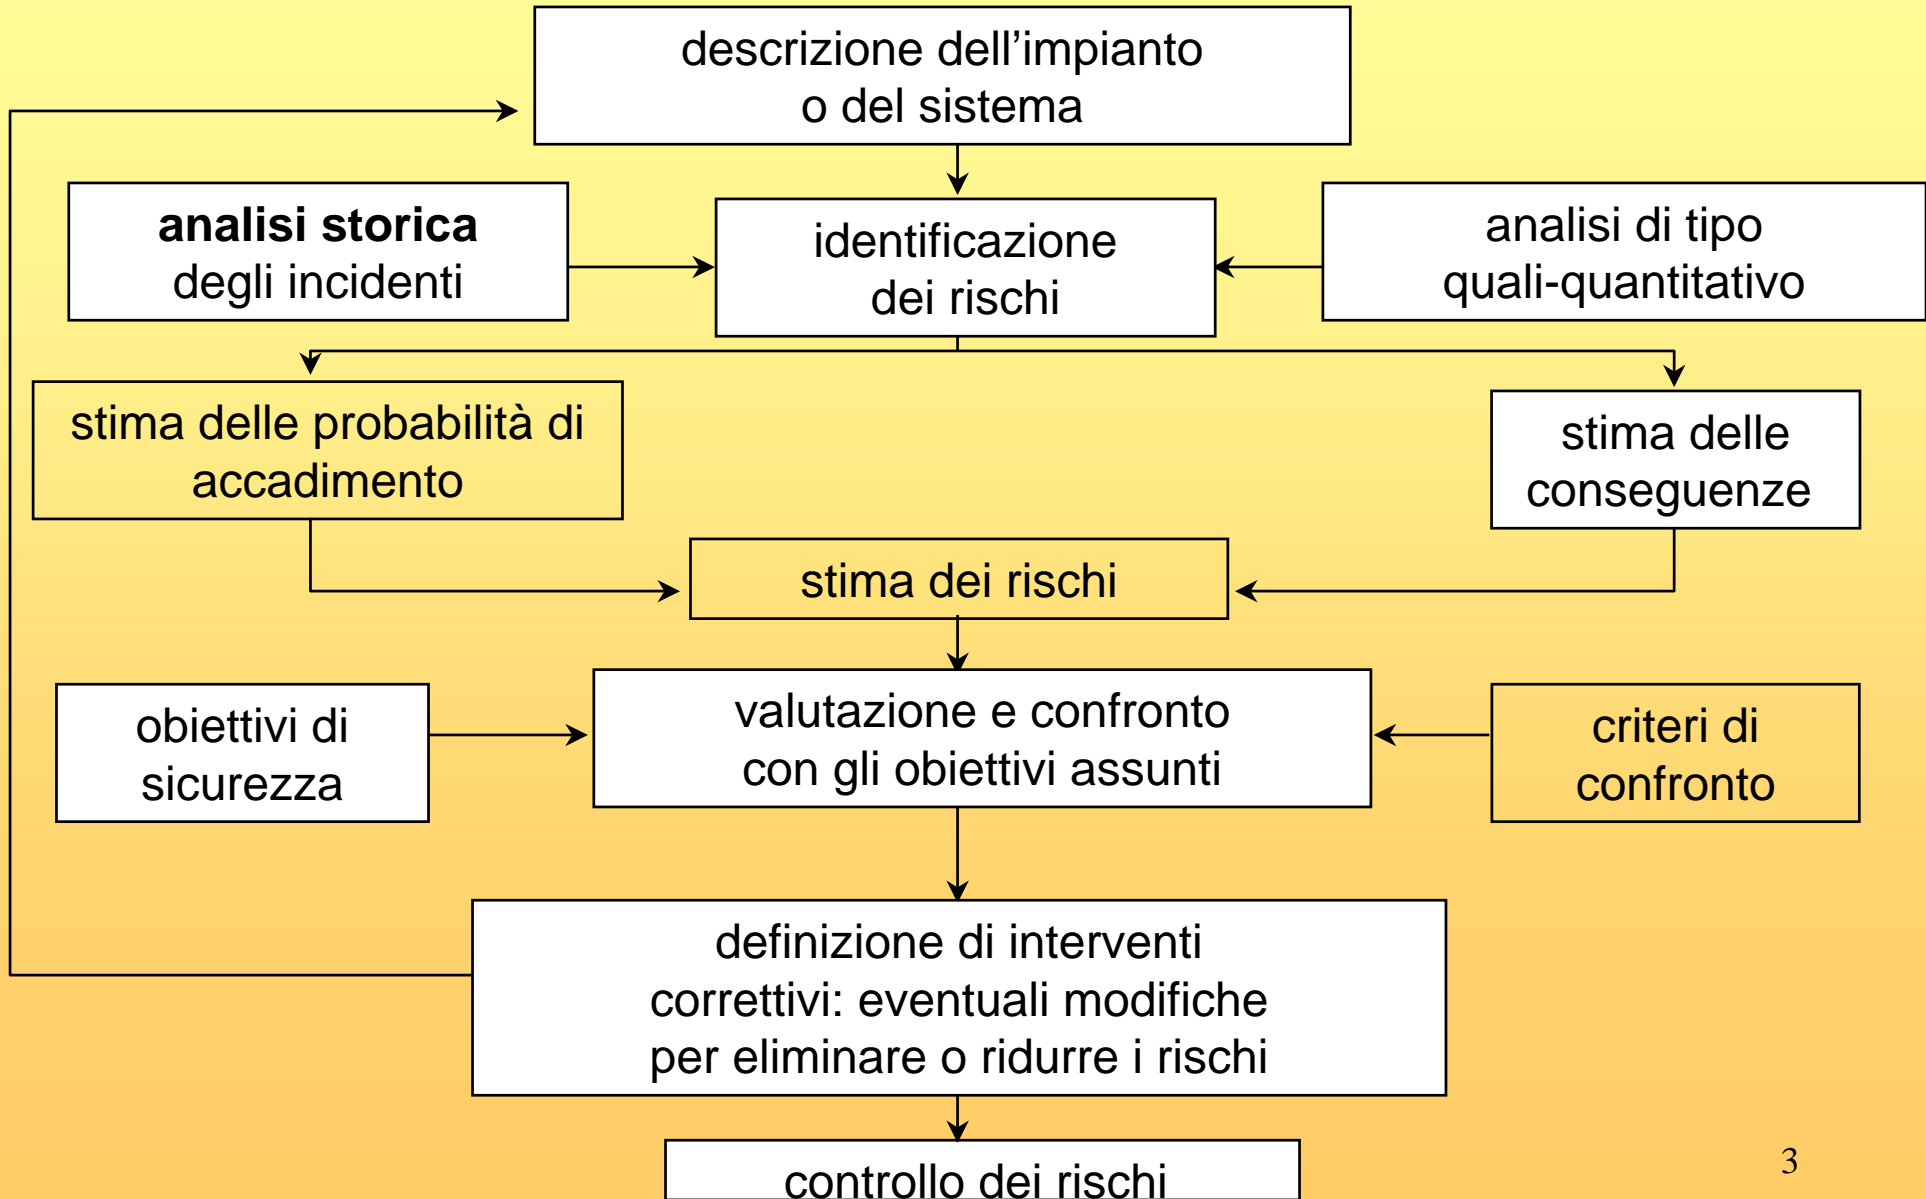 descrizione dell’impianto
o del sistema
analisi storica
degli incidenti
identificazione
dei rischi
analisi di tipo
quali-quantitativo
stima delle probabilità di
accadimento
stima delle
conseguenze
stima dei rischi
obiettivi di
sicurezza
valutazione e confronto
con gli obiettivi assunti
criteri di
confronto
definizione di interventi
correttivi: eventuali modifiche
per eliminare o ridurre i rischi
controllo dei rischi
3